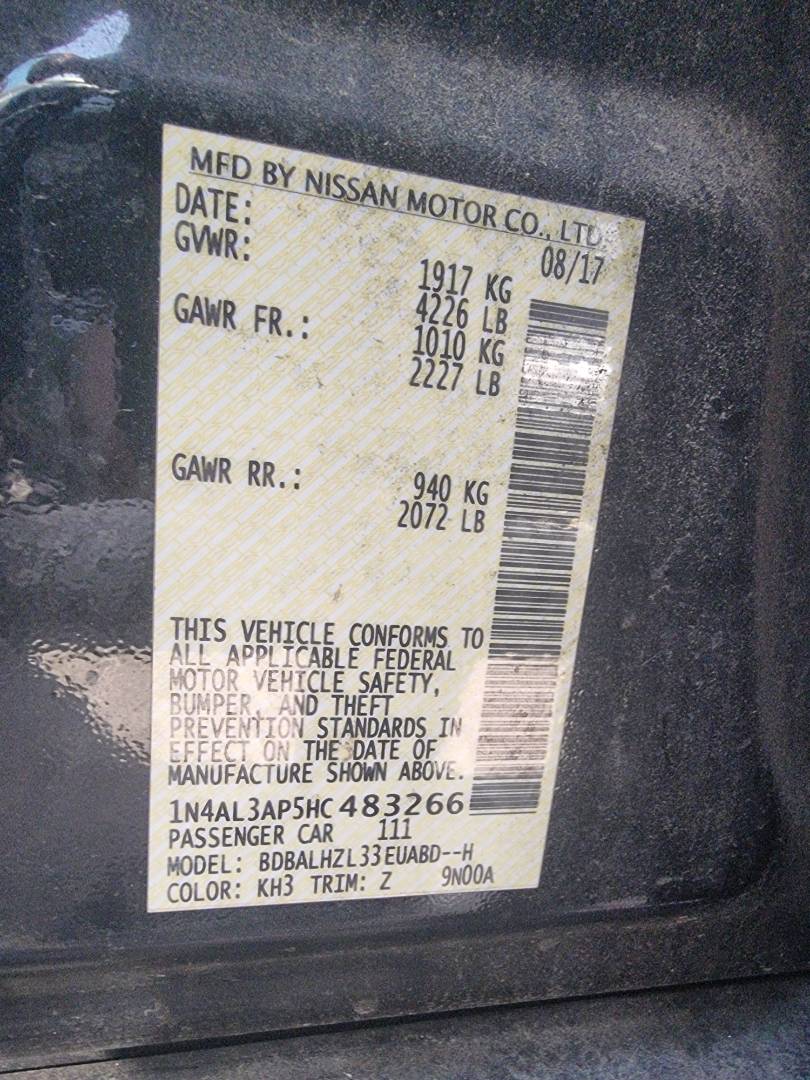 MFD BY NISSAN MOTOR CO., LTD.
DATE: 08/17
GVWR: 1917 KG
4226 LB
GAWR FR.: 1010 KG
2227 LB
GAWR RR.: 940 KG
2072 LB
THIS VEHICLE CONFORMS TO
ALL APPLICABLE FEDERAL
MOTOR VEHICLE SAFETY,
BUMPER, AND THEFT
PREVENTION STANDARDS IN
EFFECT ON THE DATE OF
MANUFACTURE SHOWN ABOVE.
1N4AL3AP5HC483266
PASSENGER CAR 111
MODEL: BDBALHZL33EUABD--H
COLOR: KH3 TRIM: Z 9N00A